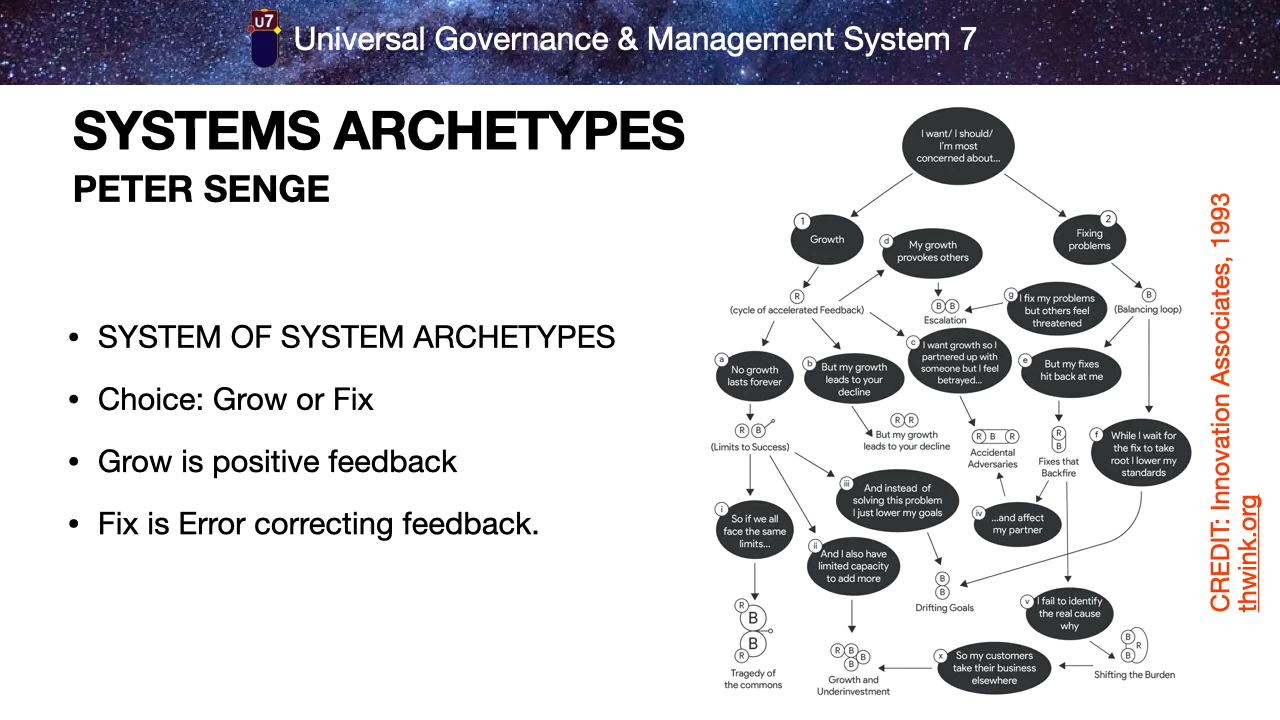 U7
Universal Governance & Management System 7
SYSTEMS ARCHETYPES
PETER SENGE
• SYSTEM OF SYSTEM ARCHETYPES
• Choice: Grow or Fix
• Grow is positive feedback
• Fix is Error correcting feedback.
I want/ I should/
I'm most
concerned about...
1
Growth
2
Fixing
problems
d
My growth
provokes others
R
(cycle of accelerated Feedback)
B B
Escalation
g
I fix my problems
but others feel
threatened
B
(Balancing loop)
a
No growth
lasts forever
b
But my growth
leads to your
decline
c
I want growth so I
partnered up with
someone but I feel
betrayed...
e
But my fixes
hit back at me
R B
(Limits to Success)
R R
But my growth
leads to your decline
R B R
Accidental
Adversaries
R
B
Fixes that
Backfire
f
While I wait for
the fix to take
root I lower my
standards
i
So if we all
face the same
limits...
ii
And I also have
limited capacity
to add more
iii
And instead of
solving this problem
I just lower my goals
iv
...and affect
my partner
B
B
Drifting Goals
v
I fail to identify
the real cause
why
R
B
B
R
Tragedy of
the commons
R B
B
B
Growth and
Underinvestment
x
So my customers
take their business
elsewhere
B
R
B
Shifting the Burden
CREDIT: Innovation Associates, 1993
thwink.org